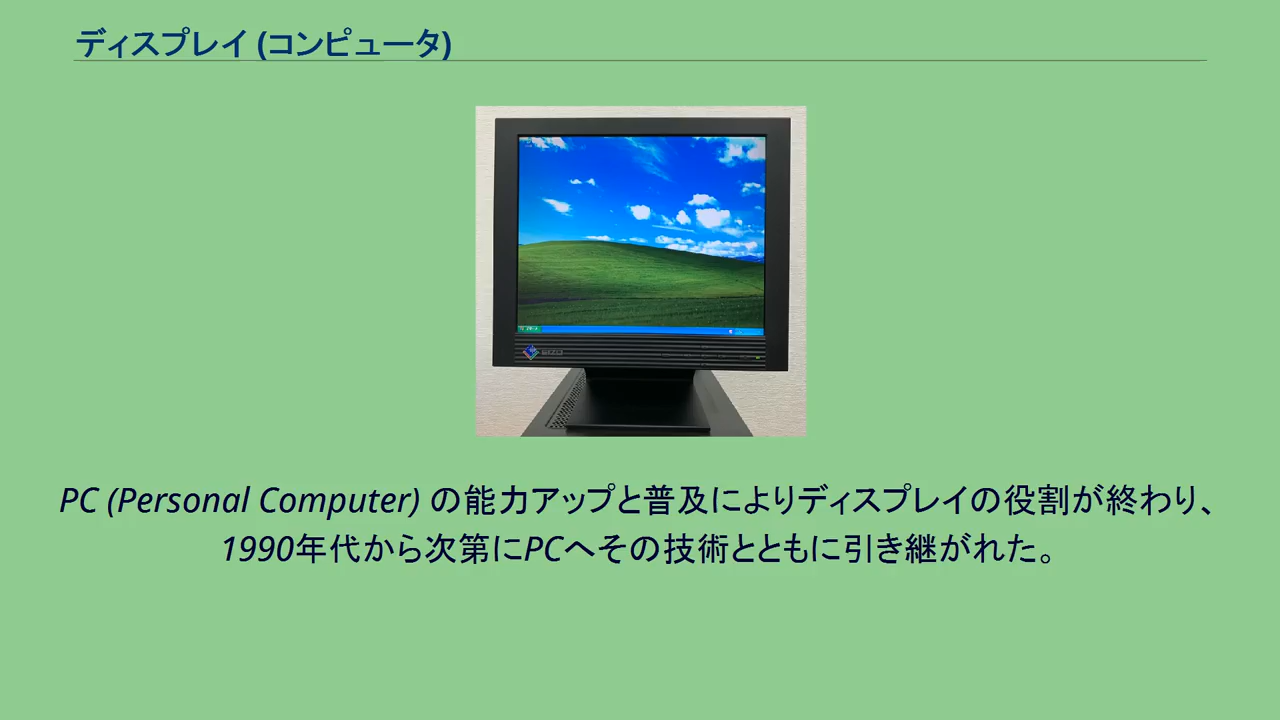 ディスプレイ (コンピュータ)
PC (Personal Computer) の能力アップと普及によりディスプレイの役割が終わり、
1990年代から次第にPCへその技術とともに引き継がれた。